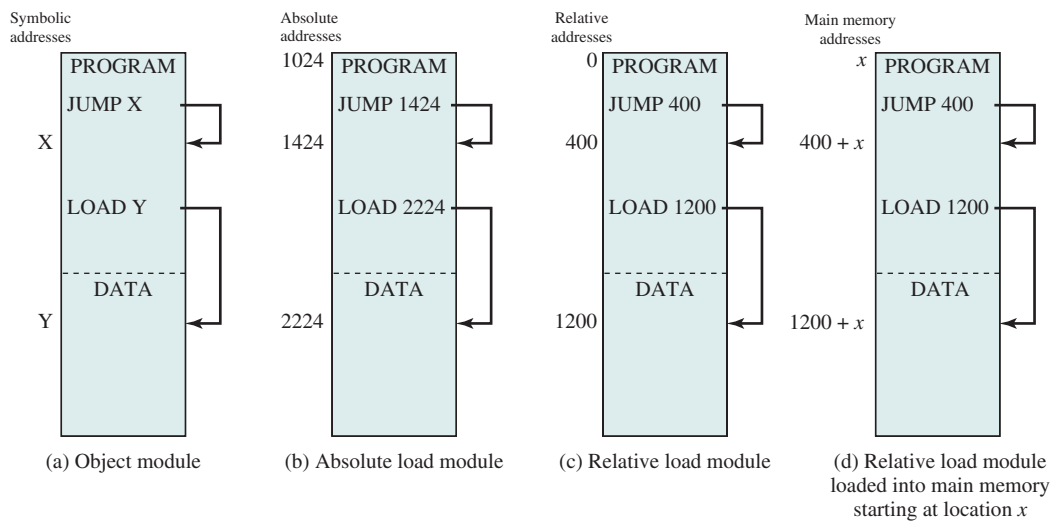 Symbolic
addresses
PROGRAM
JUMP X
X
LOAD Y
DATA
Y
(a) Object module
Absolute
addresses
1024
PROGRAM
JUMP 1424
1424
LOAD 2224
DATA
2224
(b) Absolute load module
Relative
addresses
0
PROGRAM
JUMP 400
400
LOAD 1200
DATA
1200
(c) Relative load module
Main memory
addresses
x
PROGRAM
JUMP 400
400 + x
LOAD 1200
DATA
1200 + x
(d) Relative load module
loaded into main memory
starting at location x